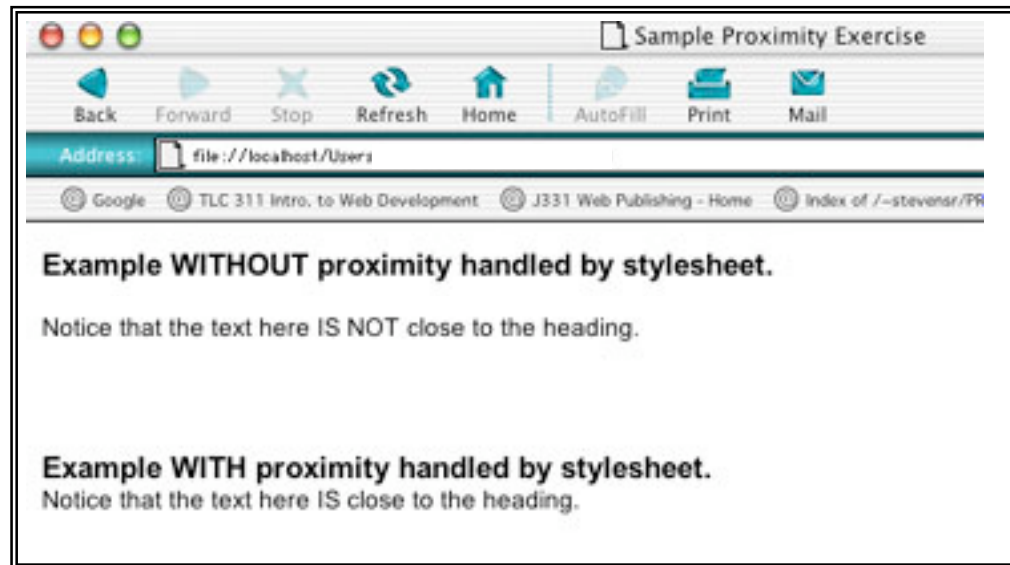 Sample Proximity Exercise
Back Forward Stop Refresh Home AutoFill Print Mail
Address: file://localhost/Users
@ Google @ TLC 311 Intro. to Web Development @ J331 Web Publishing - Home @ Index of /~stevensr/PR
Example WITHOUT proximity handled by stylesheet.
Notice that the text here IS NOT close to the heading.
Example WITH proximity handled by stylesheet.
Notice that the text here IS close to the heading.